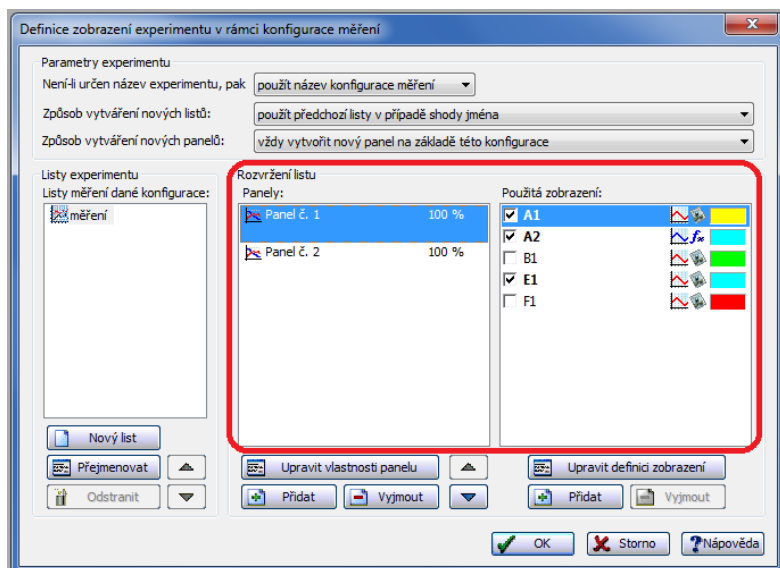 Definice zobrazení experimentu v rámci konfigurace měření
Parametry experimentu
Není-li určen název experimentu, pak použít název konfigurace měření
Způsob vytváření nových listů: použít předchozí listy v případě shody jména
Způsob vytváření nových panelů: vždy vytvořit nový panel na základě této konfigurace
Listy experimentu
Listy měření dané konfigurace:
měření
Nový list
Přejmenovat
Odstranit
Rozvržení listu
Panely:
Panel č. 1 100 %
Panel č. 2 100 %
Upravit vlastnosti panelu
Přidat Vyjmout
Použitá zobrazení:
A1
A2 fx
B1
E1
F1
Upravit definici zobrazení
Přidat Vyjmout
OK Storno Nápověda